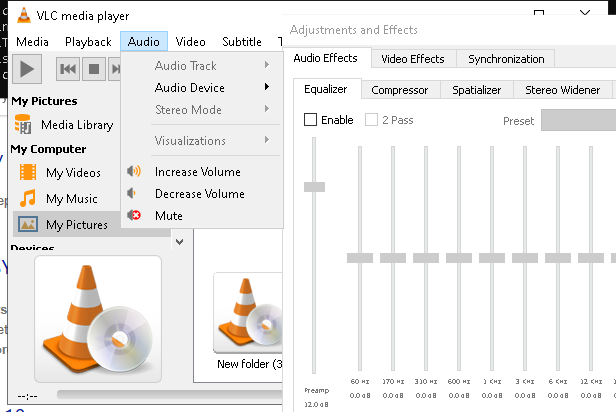 VLC media player
Media Playback Audio Video Subtitle T
Audio Track
Audio Device
Stereo Mode
Visualizations
Increase Volume
Decrease Volume
Mute
My Pictures
Media Library
My Computer
My Videos
My Music
My Pictures
Devices
New folder (3
--:--
Adjustments and Effects
Audio Effects Video Effects Synchronization
Equalizer Compressor Spatializer Stereo Widener
Enable 2 Pass Preset
Preamp
12.0 dB
60 KHz 170 Hz 310 KHz 600 KHz 1 KHz 3 KHz 6 KHz 12 KHz
0.0 dB 0.0 dB 0.0 dB 0.0 dB 0.0 dB 0.0 dB 0.0 dB 0.0 dB